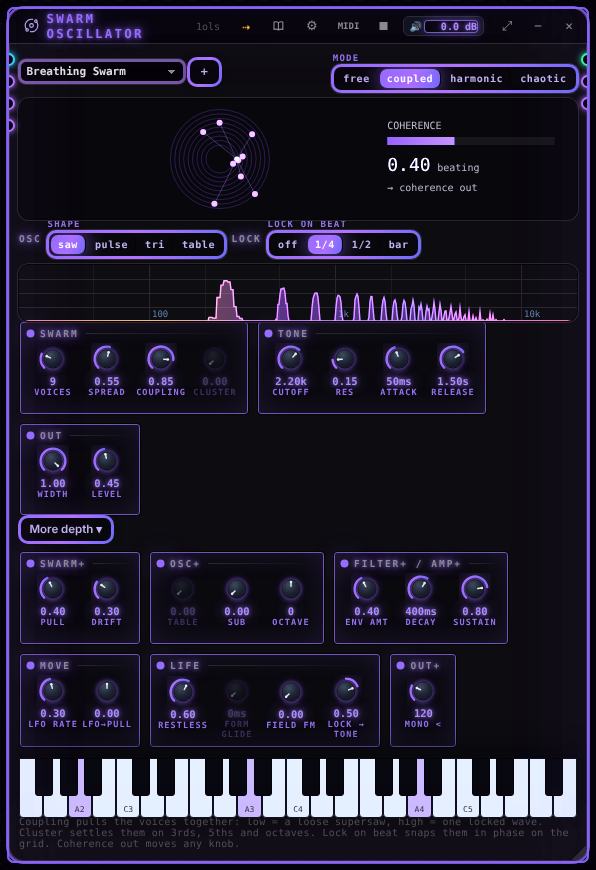 SWARM
OSCILLATOR
1ols
MIDI
0.0 dB
Breathing Swarm
+
MODE
free coupled harmonic chaotic
COHERENCE
0.40 beating
→ coherence out
SHAPE
OSC saw pulse tri table
LOCK ON BEAT
LOCK off 1/4 1/2 bar
100 1k 10k
SWARM
9 0.55 0.85 0.00
VOICES SPREAD COUPLING CLUSTER
TONE
2.20k 0.15 50ms 1.50s
CUTOFF RES ATTACK RELEASE
OUT
1.00 0.45
WIDTH LEVEL
More depth ▾
SWARM+
0.40 0.30
PULL DRIFT
OSC+
0.00 0.00 0
TABLE SUB OCTAVE
FILTER+ / AMP+
0.40 400ms 0.80
ENV AMT DECAY SUSTAIN
MOVE
0.30 0.00
LFO RATE LFO→PULL
LIFE
0.60 0ms 0.00 0.50
RESTLESS FORM GLIDE FIELD FM LOCK → TONE
OUT+
120
MONO <
A2 C3 A3 C4 A4 C5
Coupling pulls the voices together: low = a loose supersaw, high = one locked wave.
Cluster settles them on 3rds, 5ths and octaves. Lock on beat snaps them in phase on the
grid. Coherence out moves any knob.